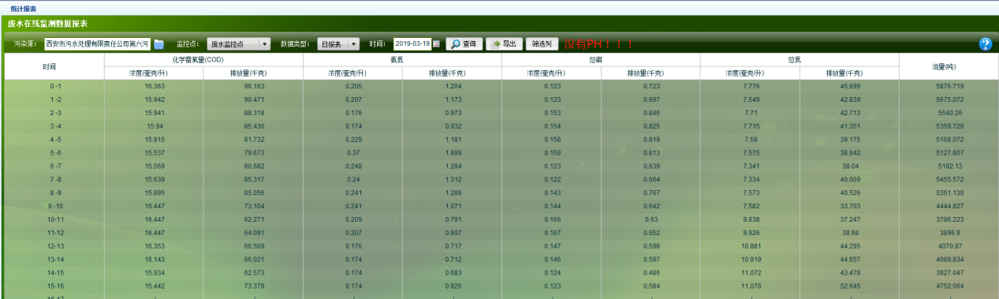 统计报表
废水在线监测数据报表
污染源： 西安市污水处理有限责任公司第六污 监控点： 废水监控点 数据类型： 日报表 时间： 2019-03-19 查询 导出 筛选列 没有PH！！！
时间 化学需氧量(COD) 氨氮 总磷 总氮 流量(吨)
浓度(毫克/升) 排放量(千克) 浓度(毫克/升) 排放量(千克) 浓度(毫克/升) 排放量(千克) 浓度(毫克/升) 排放量(千克)
0-1 16.363 96.163 0.205 1.204 0.123 0.723 7.776 45.699 5876.719
1-2 15.942 90.471 0.207 1.173 0.123 0.697 7.549 42.839 5675.072
2-3 15.941 88.318 0.176 0.973 0.153 0.846 7.71 42.713 5540.26
3-4 15.94 85.436 0.174 0.932 0.154 0.825 7.715 41.351 5359.729
4-5 15.815 81.732 0.229 1.181 0.158 0.819 7.58 39.175 5168.072
5-6 15.537 79.673 0.37 1.899 0.159 0.813 7.575 38.842 5127.807
6-7 15.569 80.682 0.248 1.284 0.123 0.639 7.341 38.04 5182.13
7-8 15.639 85.317 0.24 1.312 0.122 0.664 7.334 40.009 5455.572
8-9 15.895 85.056 0.241 1.288 0.143 0.767 7.573 40.526 5351.139
9-10 16.447 73.104 0.241 1.071 0.144 0.642 7.582 33.703 4444.827
10-11 16.447 62.271 0.209 0.791 0.166 0.63 9.838 37.247 3786.223
11-12 16.447 64.091 0.207 0.807 0.167 0.652 9.926 38.68 3896.9
12-13 16.353 66.569 0.176 0.717 0.147 0.598 10.881 44.295 4070.87
13-14 16.143 66.021 0.174 0.712 0.146 0.597 10.919 44.657 4089.834
14-15 15.934 62.573 0.174 0.683 0.124 0.486 11.072 43.478 3927.047
15-16 15.442 73.379 0.174 0.826 0.123 0.584 11.078 52.645 4752.064